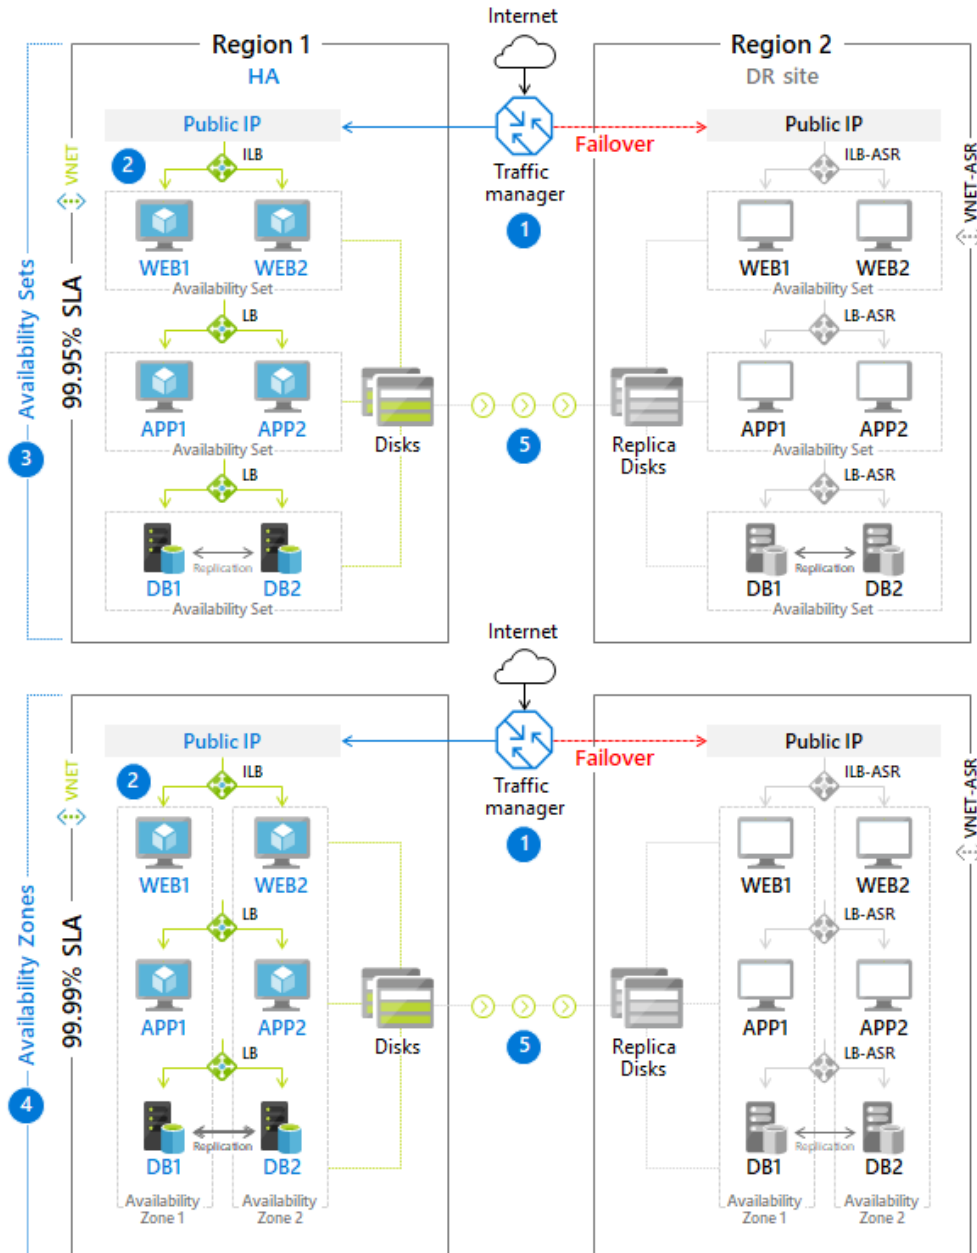 Internet
Region 1
HA
Region 2
DR site
Public IP
Failover
Public IP
Traffic
manager
1
2
ILB
ILB-ASR
VNET
VNET-ASR
WEB1
WEB2
Availability Set
WEB1
WEB2
Availability Set
Availability Sets
99.95% SLA
3
LB
LB-ASR
APP1
APP2
Availability Set
Disks
5
Replica
Disks
APP1
APP2
Availability Set
LB
LB-ASR
Replication
DB1
DB2
Availability Set
Replication
DB1
DB2
Availability Set
Internet
Public IP
Failover
Public IP
Traffic
manager
1
2
ILB
ILB-ASR
VNET
VNET-ASR
WEB1
WEB2
WEB1
WEB2
Availability Zones
99.99% SLA
4
LB
LB-ASR
APP1
APP2
Disks
5
Replica
Disks
APP1
APP2
LB
LB-ASR
Replication
DB1
DB2
Replication
DB1
DB2
Availability
Zone 1
Availability
Zone 2
Availability
Zone 1
Availability
Zone 2